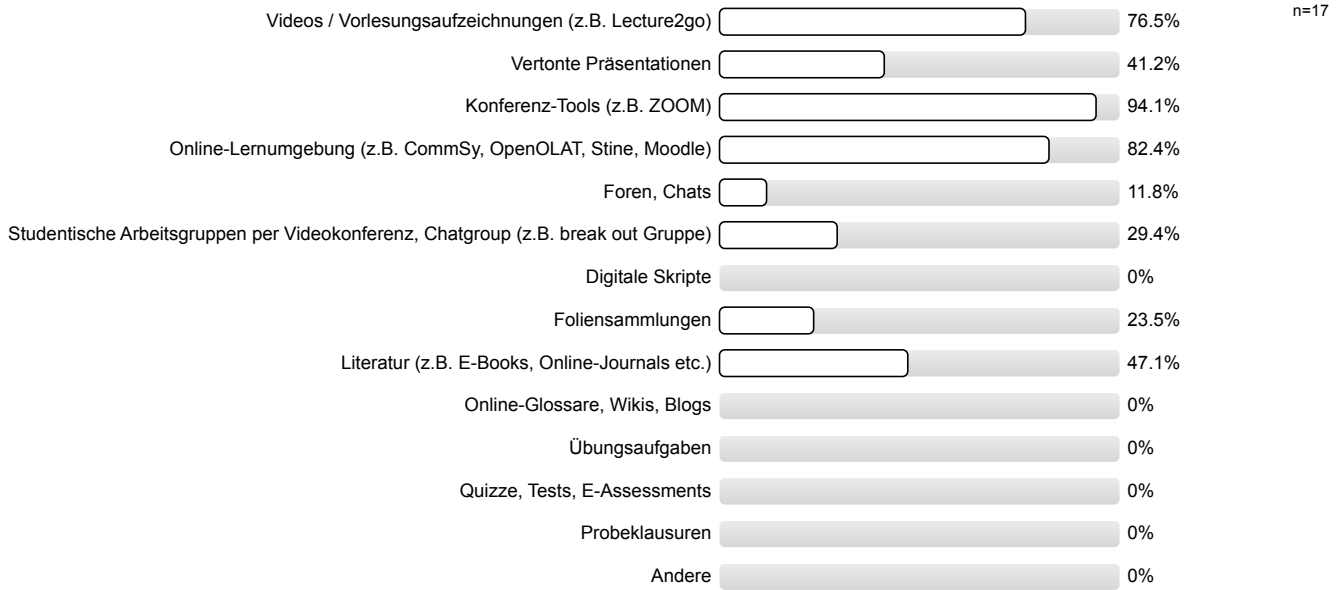 Videos / Vorlesungsaufzeichnungen (z.B. Lecture2go) 76.5% n=17
Vertonte Präsentationen 41.2%
Konferenz-Tools (z.B. ZOOM) 94.1%
Online-Lernumgebung (z.B. CommSy, OpenOLAT, Stine, Moodle) 82.4%
Foren, Chats 11.8%
Studentische Arbeitsgruppen per Videokonferenz, Chatgroup (z.B. break out Gruppe) 29.4%
Digitale Skripte 0%
Foliensammlungen 23.5%
Literatur (z.B. E-Books, Online-Journals etc.) 47.1%
Online-Glossare, Wikis, Blogs 0%
Übungsaufgaben 0%
Quizze, Tests, E-Assessments 0%
Probeklausuren 0%
Andere 0%